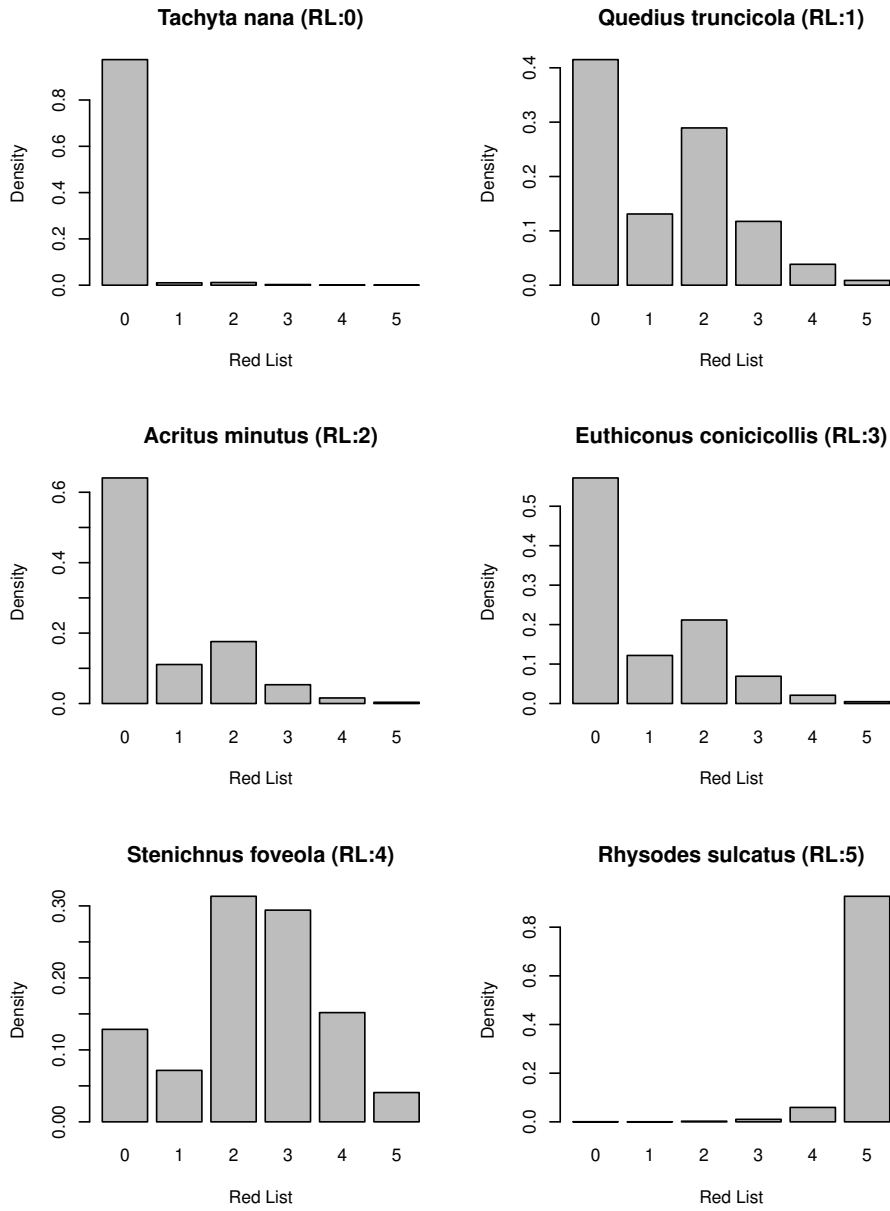 Tachyta nana (RL:0)
Density
0.0 0.2 0.4 0.6 0.8
0 1 2 3 4 5
Red List
Quedius truncicola (RL:1)
Density
0.0 0.1 0.2 0.3 0.4
0 1 2 3 4 5
Red List
Acritus minutus (RL:2)
Density
0.0 0.2 0.4 0.6
0 1 2 3 4 5
Red List
Euthiconus conicicollis (RL:3)
Density
0.0 0.1 0.2 0.3 0.4 0.5
0 1 2 3 4 5
Red List
Stenichnus foveola (RL:4)
Density
0.00 0.10 0.20 0.30
0 1 2 3 4 5
Red List
Rhysodes sulcatus (RL:5)
Density
0.0 0.2 0.4 0.6 0.8
0 1 2 3 4 5
Red List